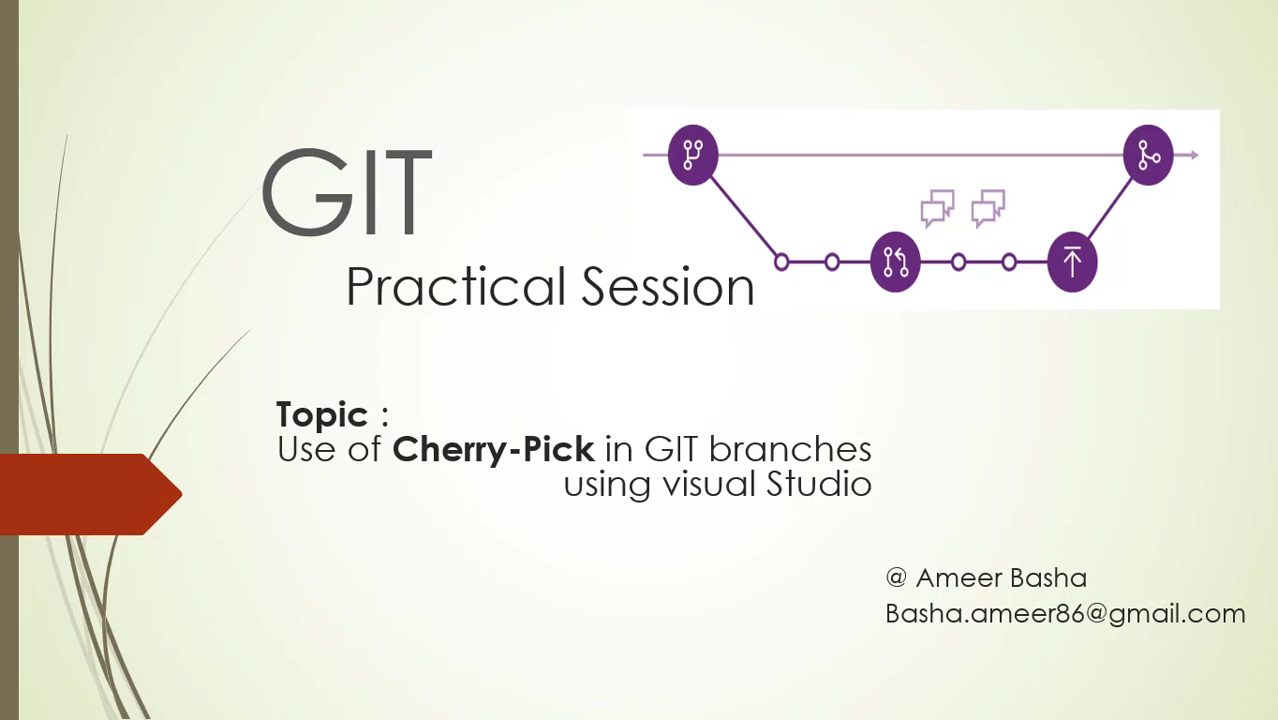 GIT
Practical Session
Topic :
Use of Cherry-Pick in GIT branches
using visual Studio
@ Ameer Basha
Basha.ameer86@gmail.com